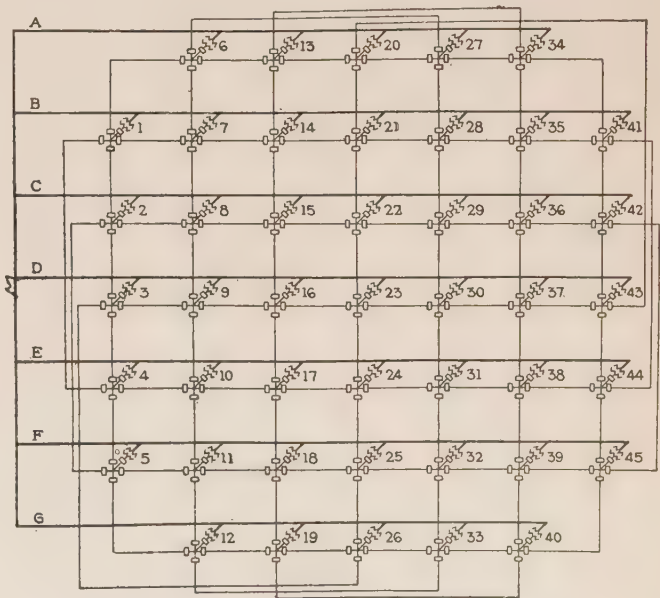 A
6 13 20 27 34
B
1 7 14 21 28 35 41
C
2 8 15 22 29 36 42
D
3 9 16 23 30 37 43
E
4 10 17 24 31 38 44
F
5 11 18 25 32 39 45
G
12 19 26 33 40